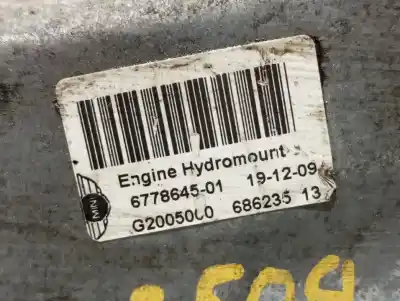 Engine Hydromount
6778645-01 19-12-09
G2005000 686235 13
MINI